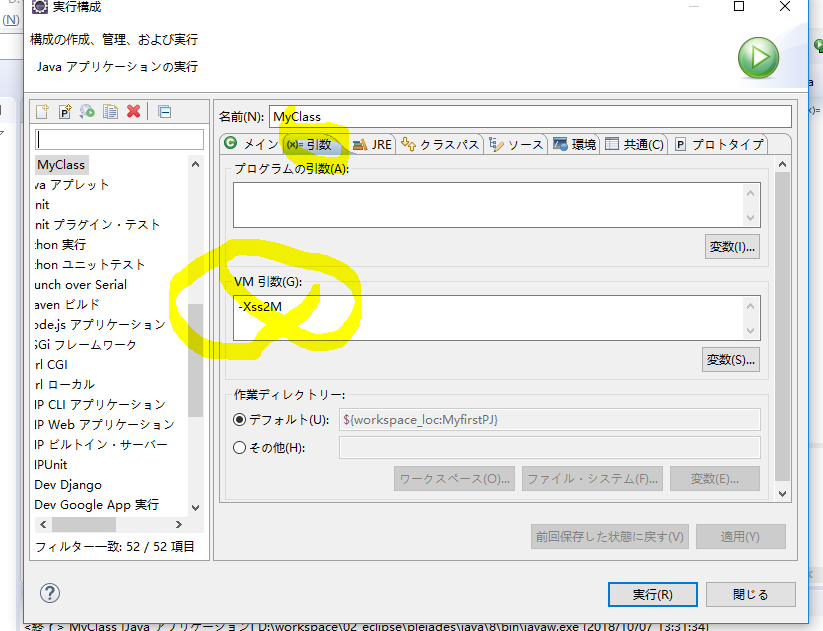 (N)
実行構成
構成の作成、管理、および実行
Java アプリケーションの実行
名前(N): MyClass
メイン (x)= 引数 JRE クラスパス ソース 環境 共通(C) P プロトタイプ
MyClass
va アプレット
nit
nit プラグイン・テスト
thon 実行
thon ユニットテスト
unch over Serial
aven ビルド
ode.js アプリケーション
SGi フレームワーク
rl CGI
rl ローカル
IP CLI アプリケーション
IP Web アプリケーション
IP ビルトイン・サーバー
IPUnit
Dev Django
Dev Google App 実行
フィルター一致: 52 / 52 項目
プログラムの引数(A):
変数(I)...
VM 引数(G):
-Xss2M
変数(S)...
作業ディレクトリー:
デフォルト(U): ${workspace_loc:MyfirstPJ}
その他(H):
ワークスペース(O)... ファイル・システム(F)... 変数(E)...
前回保存した状態に戻す(V) 適用(Y)
実行(R) 閉じる
<終了> MyClass [Java アプリケーション] D:\workspace\02_eclipse\pleiades\java\8\bin\javaw.exe (2018/10/07 13:31:34)